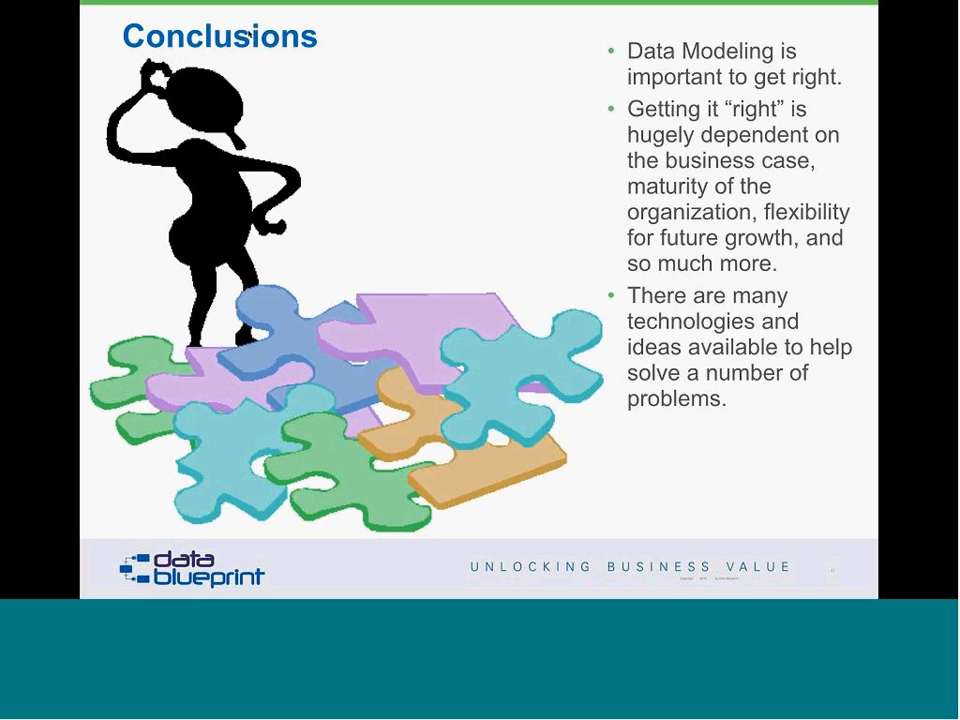 Conclusions
• Data Modeling is
important to get right.
• Getting it “right” is
hugely dependent on
the business case,
maturity of the
organization, flexibility
for future growth, and
so much more.
• There are many
technologies and
ideas available to help
solve a number of
problems.
data
blueprint
UNLOCKING BUSINESS VALUE